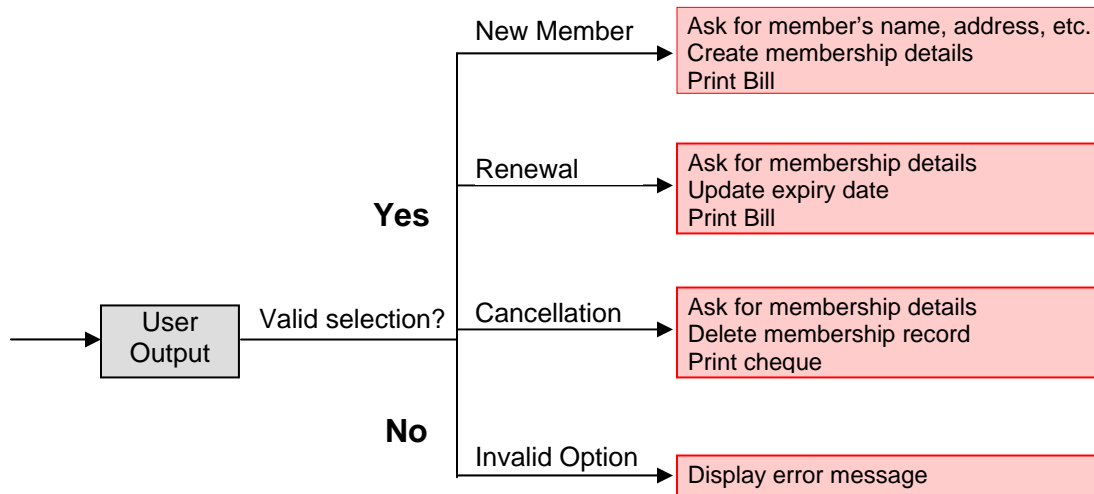 New Member
Ask for member’s name, address, etc.
Create membership details
Print Bill
Renewal
Ask for membership details
Update expiry date
Print Bill
Yes
User
Output
Valid selection?
Cancellation
Ask for membership details
Delete membership record
Print cheque
No
Invalid Option
Display error message